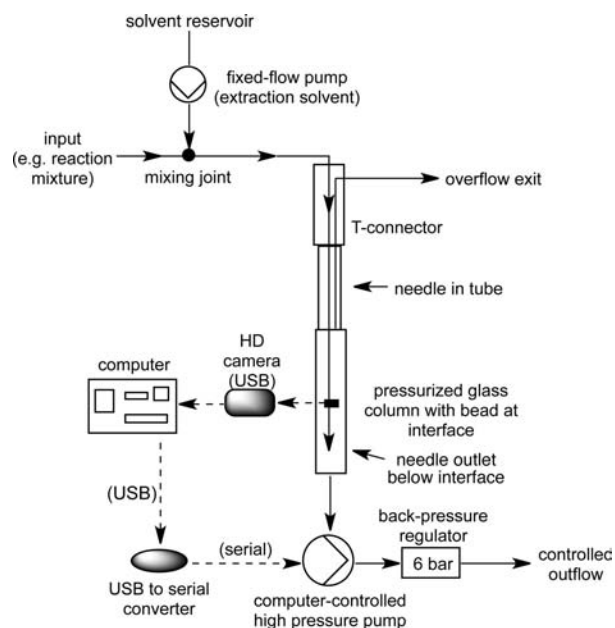 solvent reservoir
fixed-flow pump
(extraction solvent)
input
(e.g. reaction
mixture)
mixing joint
overflow exit
T-connector
needle in tube
HD
camera
(USB)
computer
pressurized glass
column with bead at
interface
needle outlet
below interface
(USB)
back-pressure
regulator
(serial)
6 bar
controlled
outflow
USB to serial
converter
computer-controlled
high pressure pump